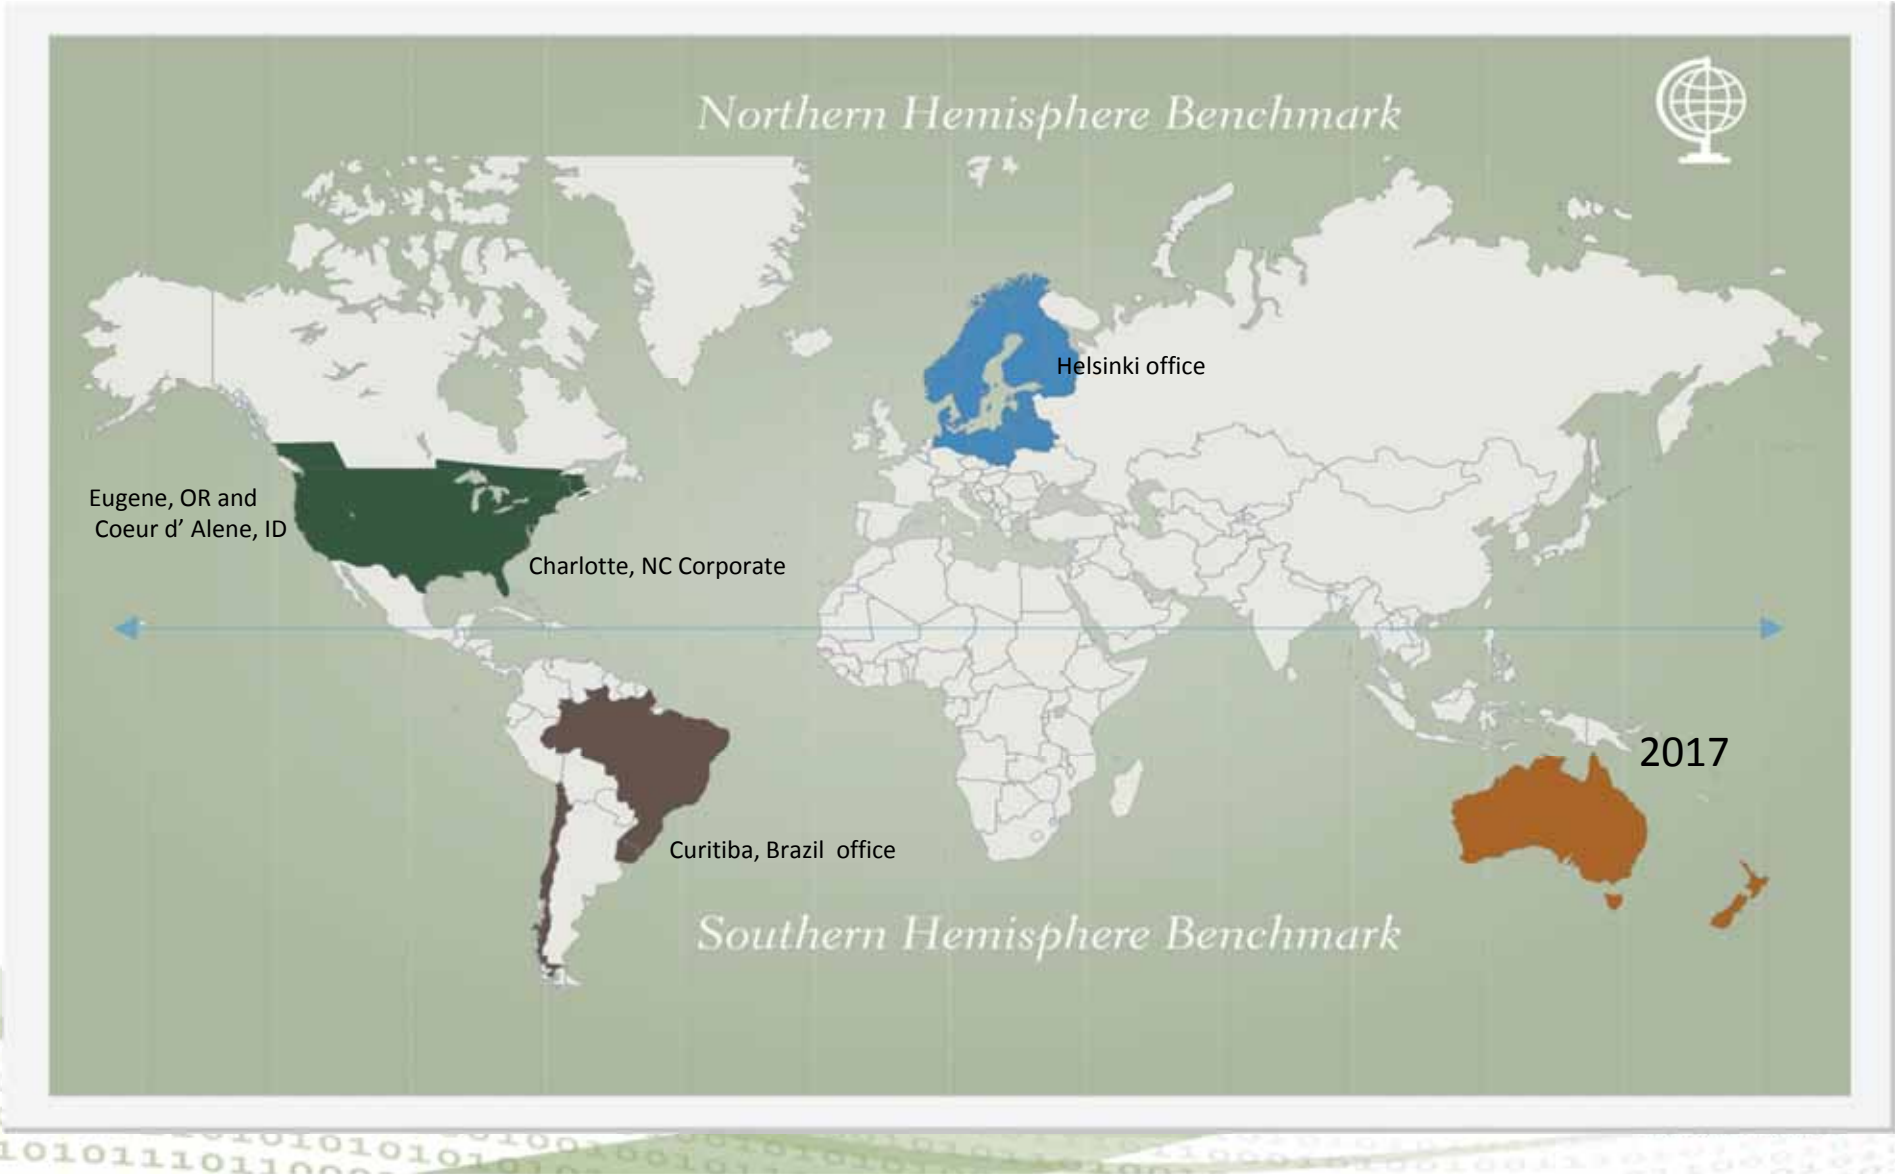 Northern Hemisphere Benchmark
Helsinki office
Eugene, OR and
Coeur d’ Alene, ID
Charlotte, NC Corporate
2017
Curitiba, Brazil office
Southern Hemisphere Benchmark